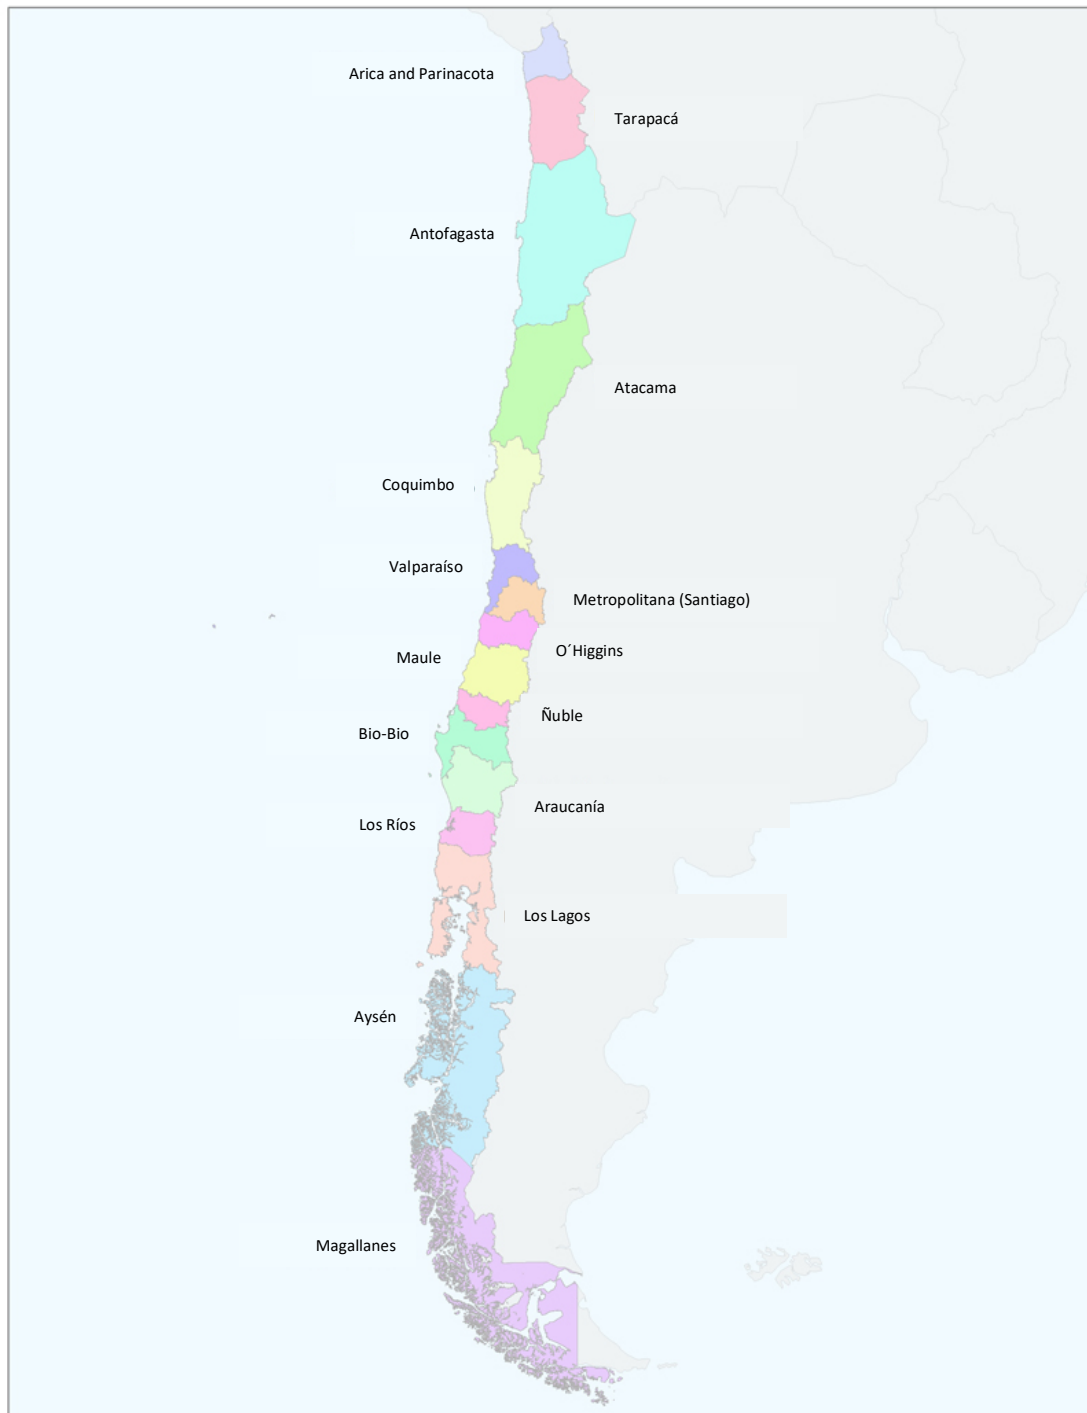 Arica and Parinacota
Tarapacá
Antofagasta
Atacama
Coquimbo
Valparaíso
Metropolitana (Santiago)
O´Higgins
Maule
Ñuble
Bio-Bio
Araucanía
Los Ríos
Los Lagos
Aysén
Magallanes